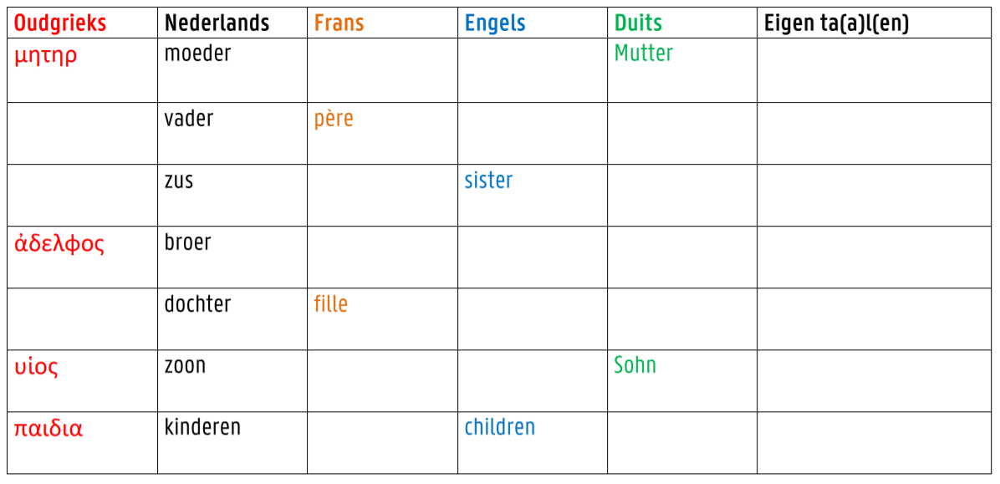 Oudgrieks Nederlands Frans Engels Duits Eigen ta(a)l(en)
μητηρ moeder Mutter
vader père
zus sister
ἀδελφος broer
dochter fille
υἱος zoon Sohn
παιδια kinderen children